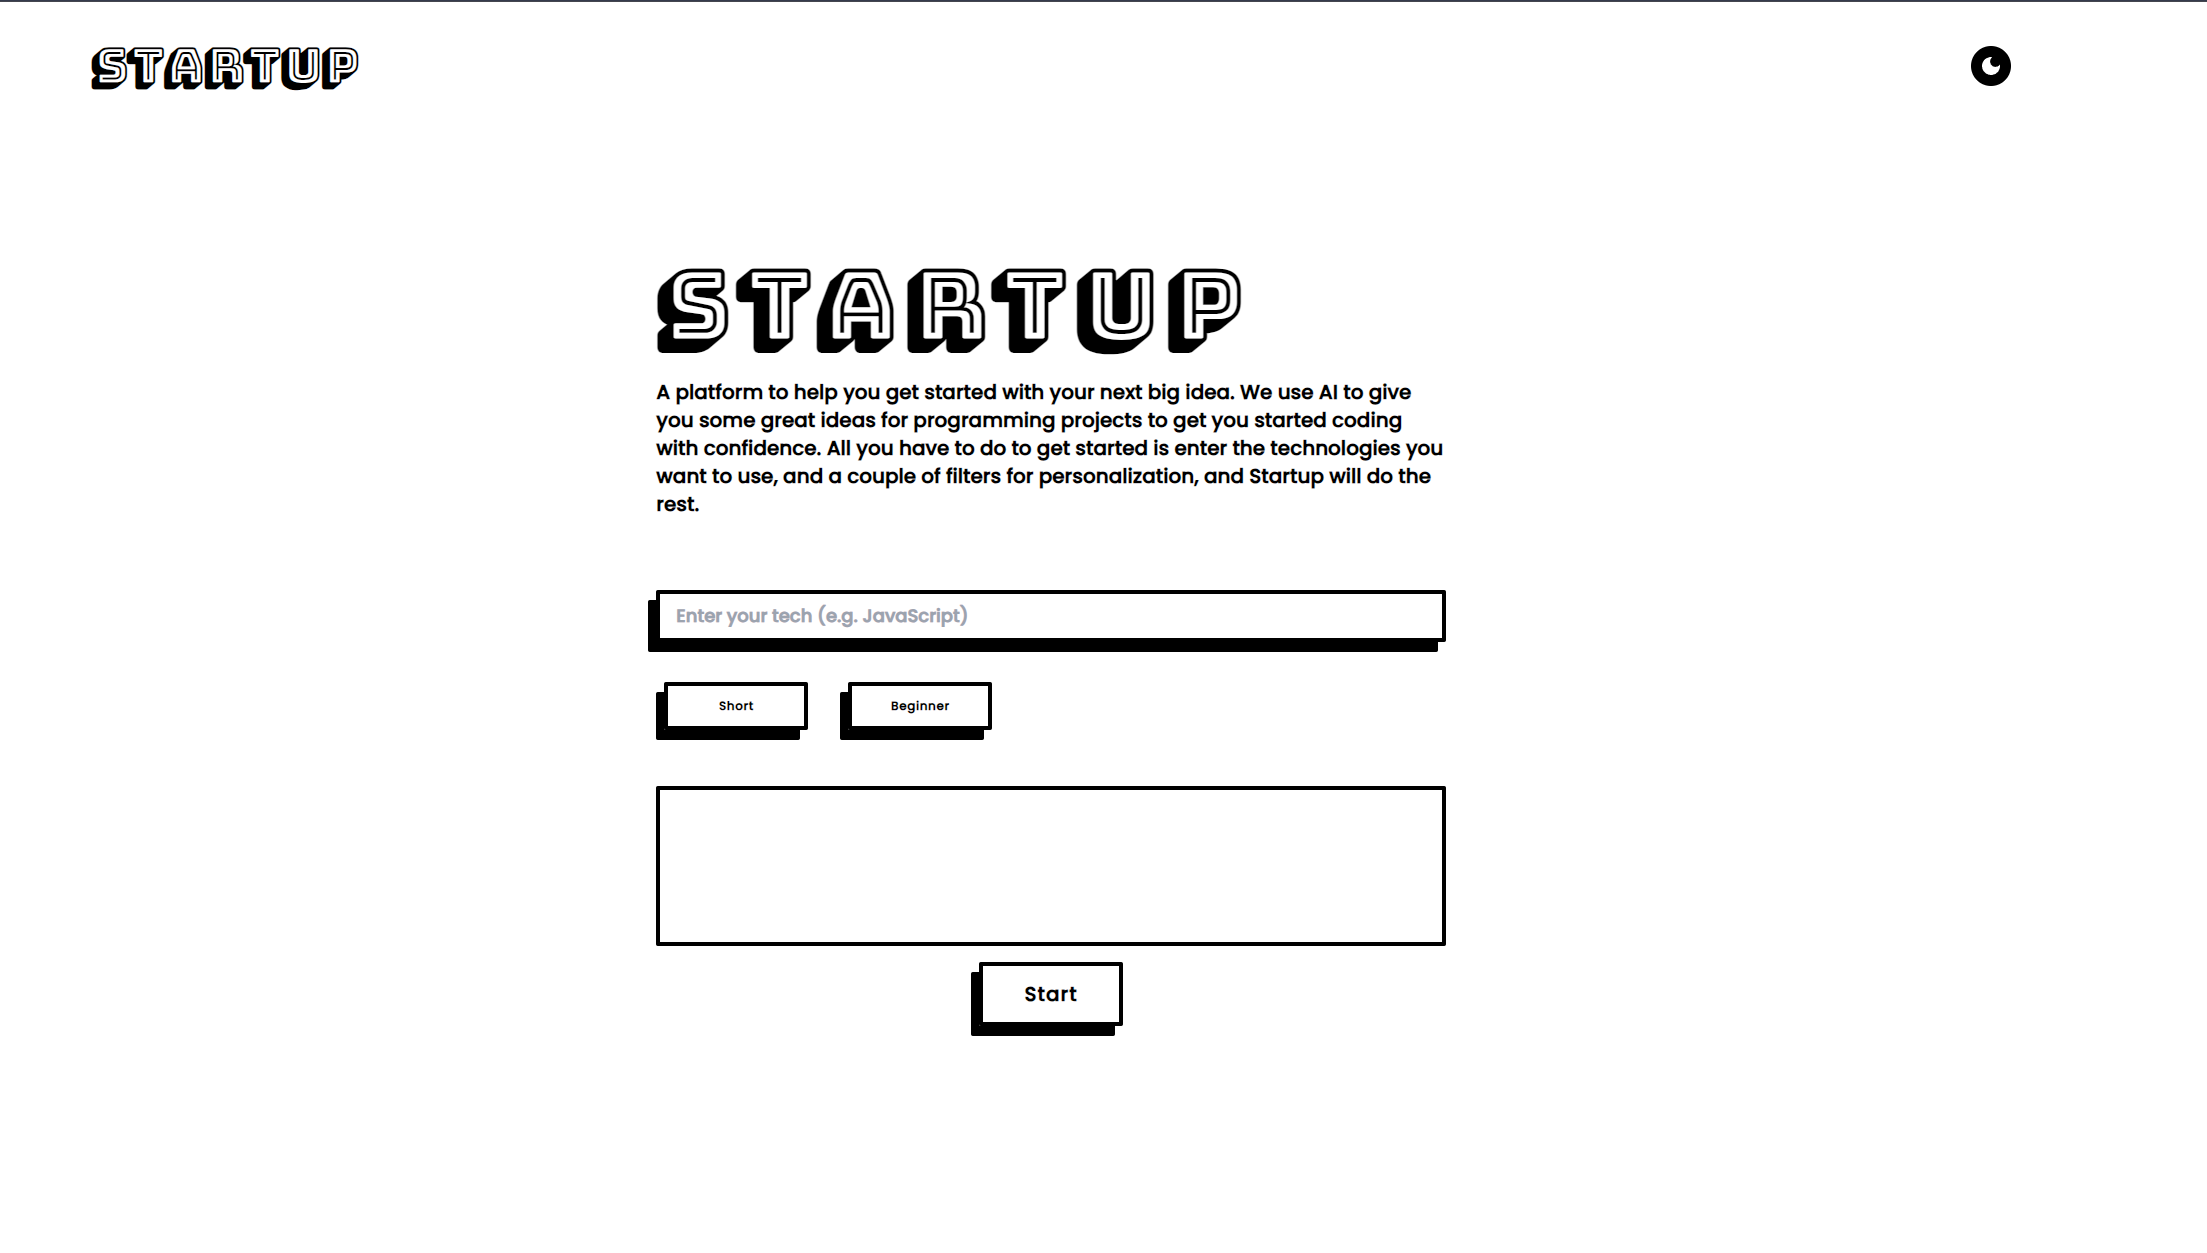 STARTUP
STARTUP
A platform to help you get started with your next big idea. We use AI to give
you some great ideas for programming projects to get you started coding
with confidence. All you have to do to get started is enter the technologies you
want to use, and a couple of filters for personalization, and Startup will do the
rest.
Enter your tech (e.g. JavaScript)
Short
Beginner
Start